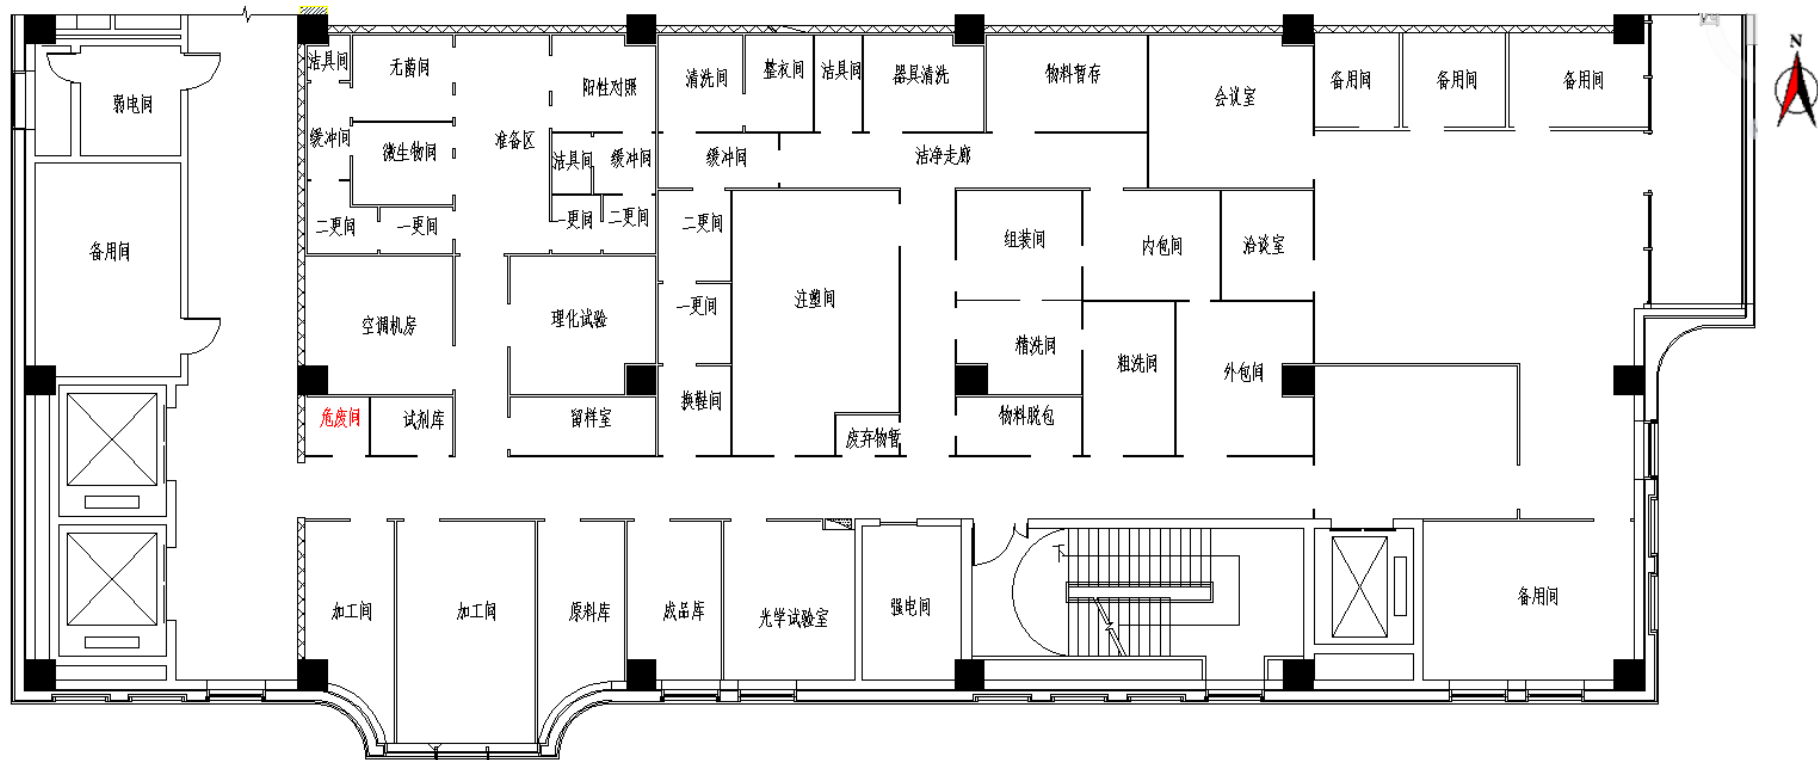 N
洁具间
无菌间
阳性对照
清洗间
整衣间
洁具间
器具清洗
物料暂存
会议室
备用间
备用间
备用间
弱电间
缓冲间
微生物间
准备区
洁具间
缓冲间
缓冲间
洁净走廊
二更间
一更间
一更间
二更间
二更间
组装间
内包间
洽谈室
备用间
空调机房
理化试验
一更间
注塑间
精洗间
粗洗间
外包间
危废间
试剂库
留样室
换鞋间
废弃物暂
物料脱包
加工间
加工间
原料库
成品库
光学试验室
强电间
下
备用间